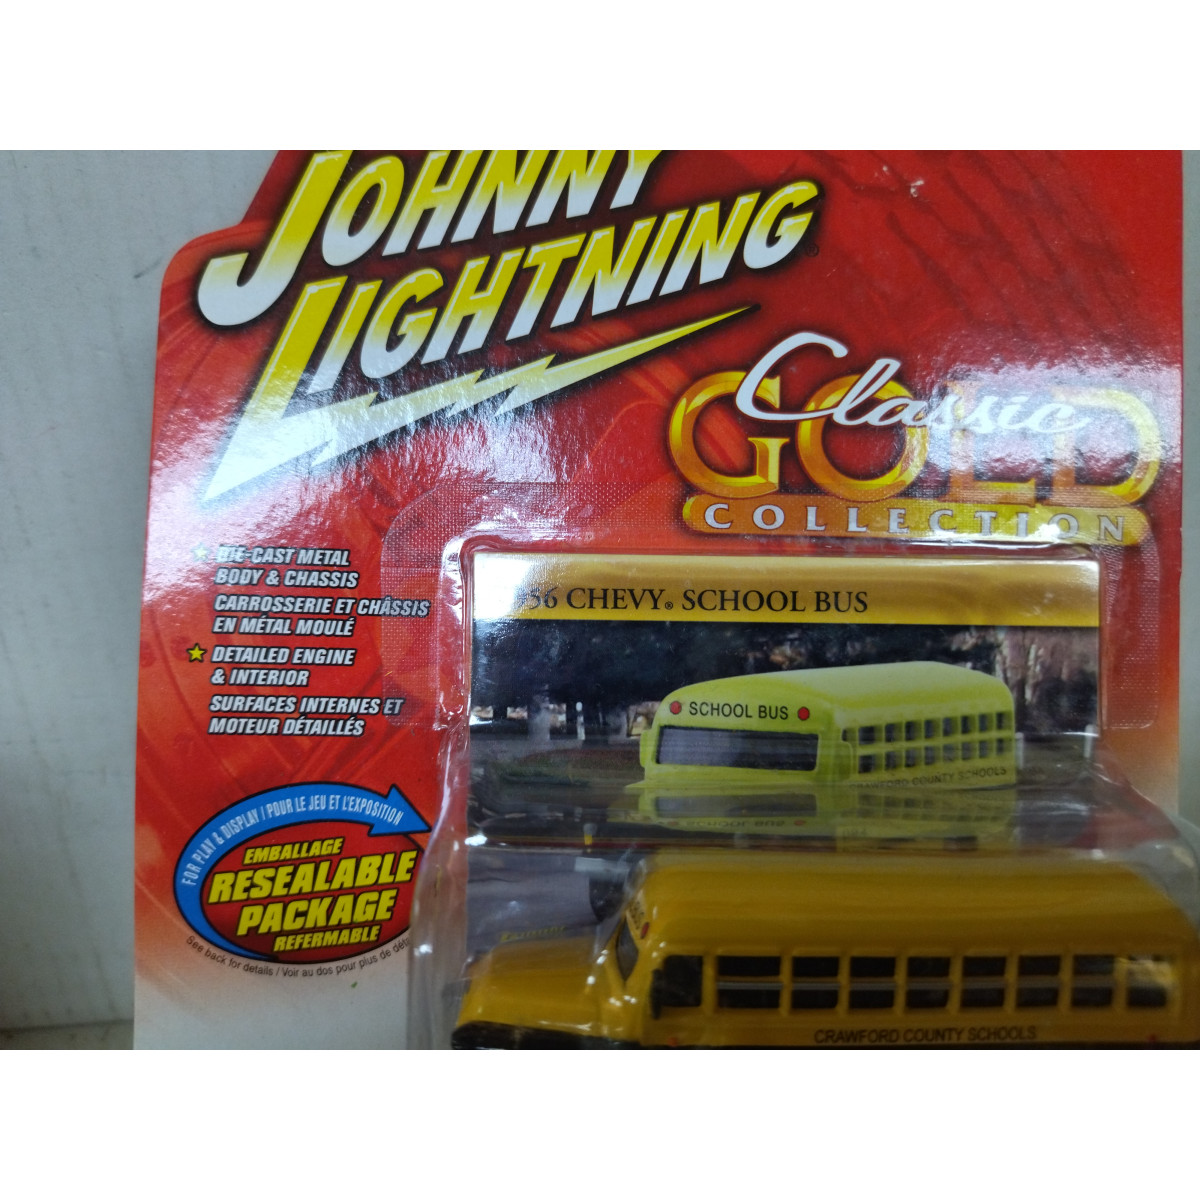 JOHNNY
LIGHTNING
Classic
GOLD
COLLECTION
DIE-CAST METAL
BODY & CHASSIS
CARROSSERIE ET CHÂSSIS
EN MÉTAL MOULÉ
DETAILED ENGINE
& INTERIOR
SURFACES INTERNES ET
MOTEUR DÉTAILLÉS
56 CHEVY® SCHOOL BUS
SCHOOL BUS
CRAWFORD COUNTY SCHOOLS
SCHOOL BUS
FOR PLAY & DISPLAY / POUR LE JEU ET L'EXPOSITION
EMBALLAGE
RESEALABLE
PACKAGE
REFERMABLE
See back for details / Voir au dos pour plus de
CRAWFORD COUNTY SCHOOLS